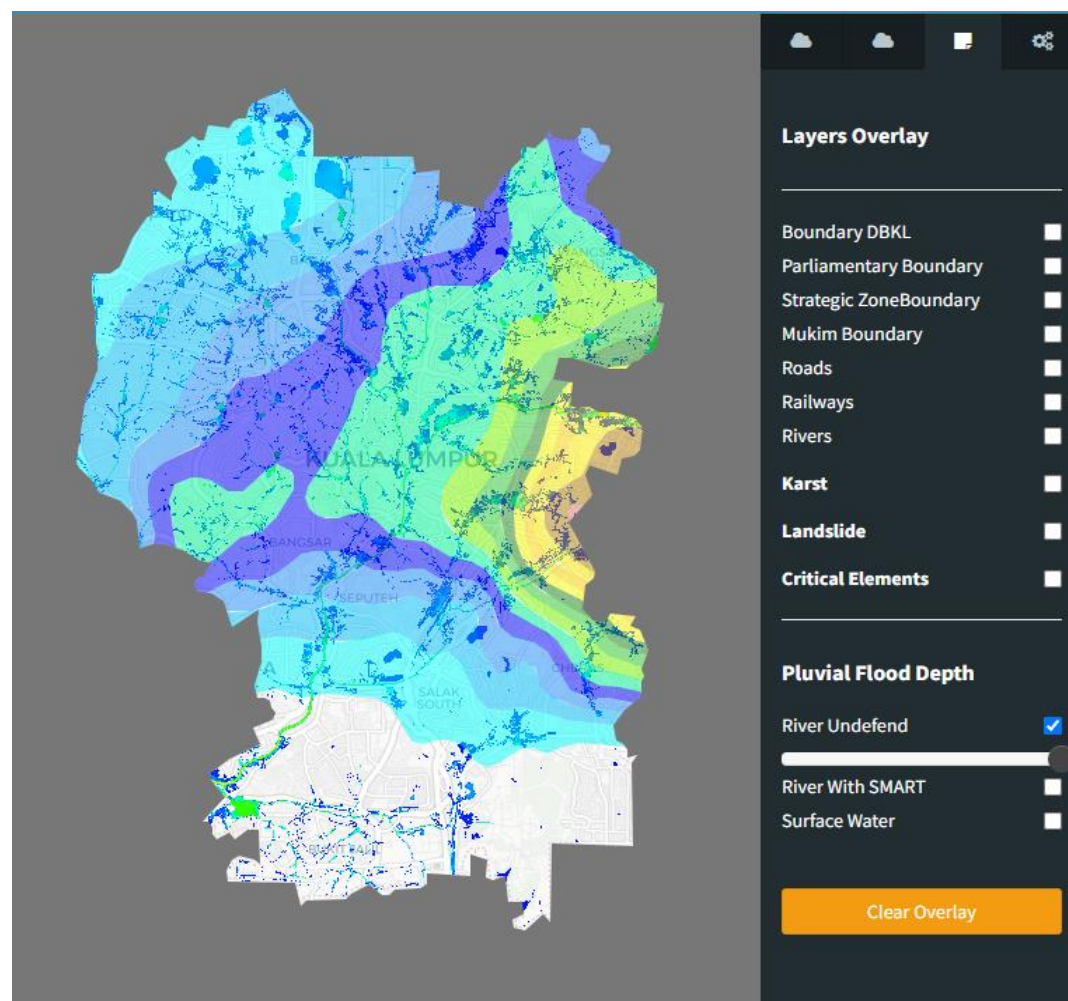 Layers Overlay
Boundary DBKL
Parliamentary Boundary
Strategic ZoneBoundary
Mukim Boundary
Roads
Railways
Rivers
Karst
Landslide
Critical Elements
Pluvial Flood Depth
River Undefend
River With SMART
Surface Water
Clear Overlay
KUALA LUMPUR
BANGSAR
SEPUTEH
SALAK
SOUTH